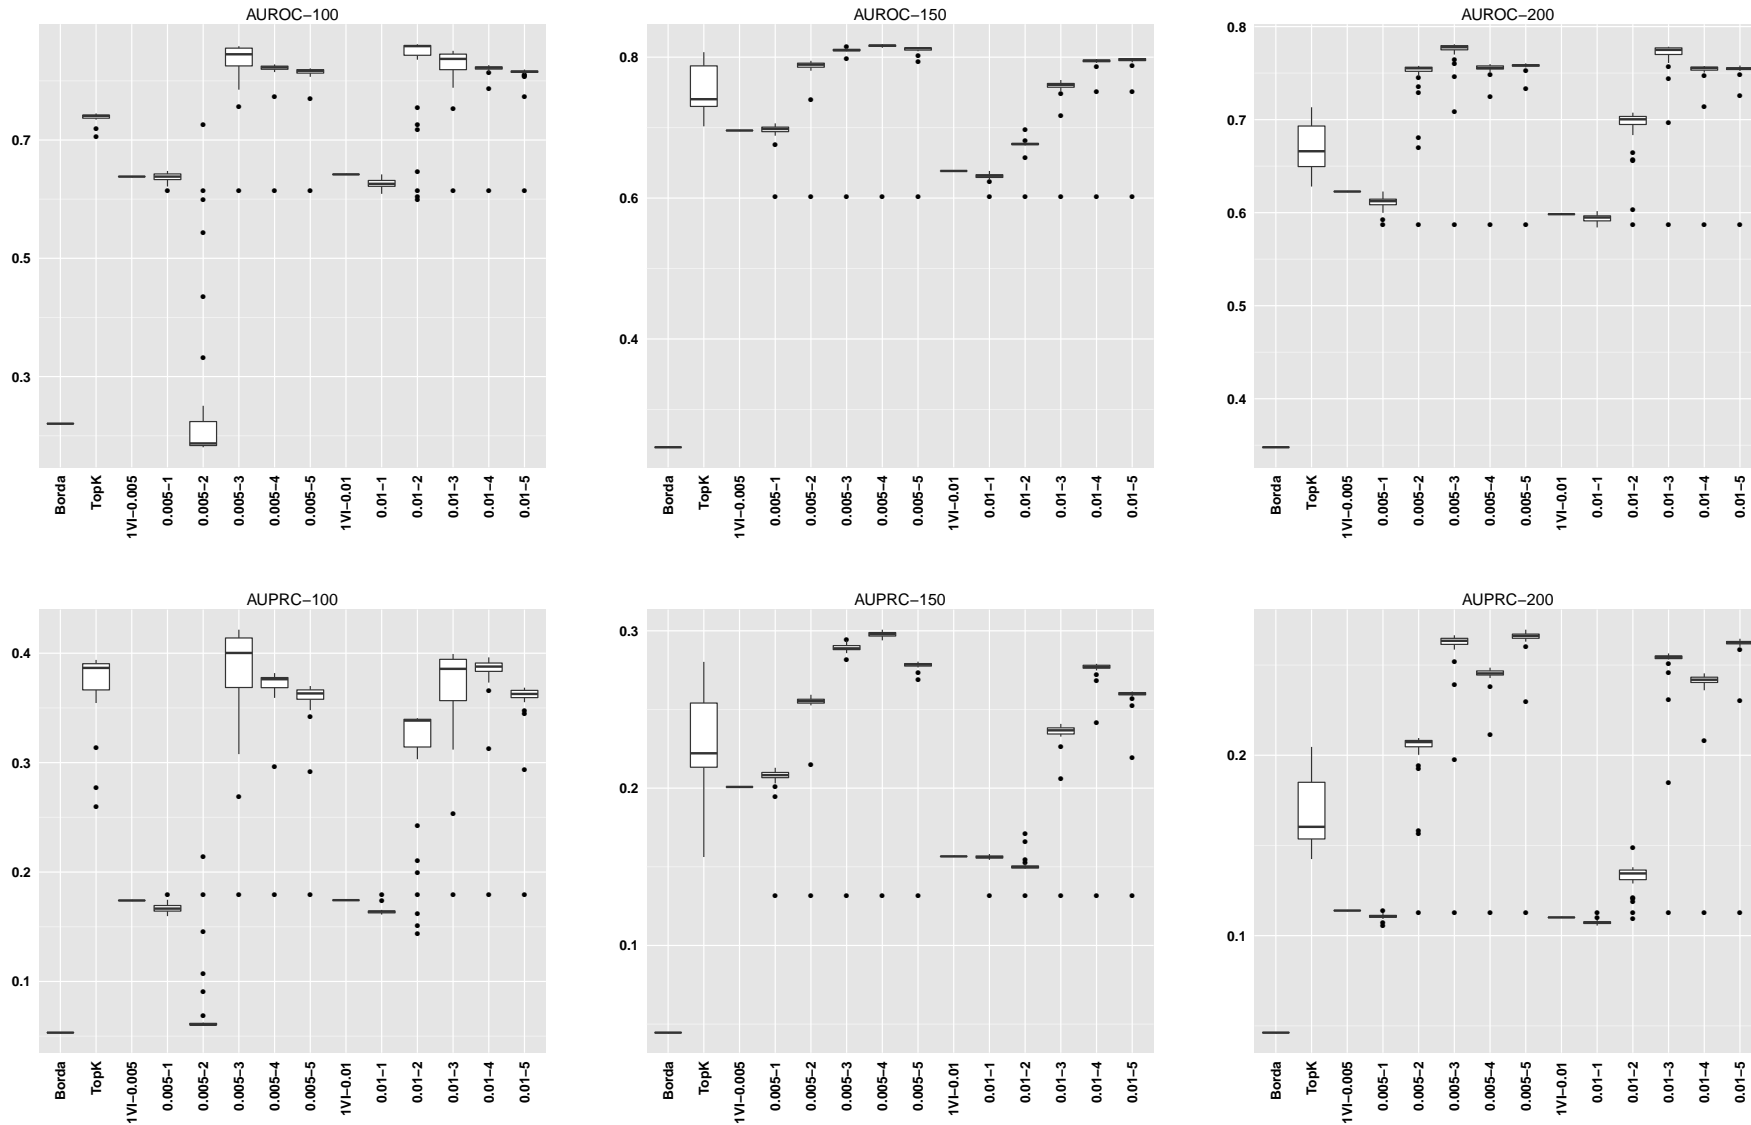 AUROC−100
0.7
0.5
0.3
Borda
TopK
1VI−0.005
0.005−1
0.005−2
0.005−3
0.005−4
0.005−5
1VI−0.01
0.01−1
0.01−2
0.01−3
0.01−4
0.01−5
AUROC−150
0.8
0.6
0.4
Borda
TopK
1VI−0.005
0.005−1
0.005−2
0.005−3
0.005−4
0.005−5
1VI−0.01
0.01−1
0.01−2
0.01−3
0.01−4
0.01−5
AUROC−200
0.8
0.7
0.6
0.5
0.4
Borda
TopK
1VI−0.005
0.005−1
0.005−2
0.005−3
0.005−4
0.005−5
1VI−0.01
0.01−1
0.01−2
0.01−3
0.01−4
0.01−5
AUPRC−100
0.4
0.3
0.2
0.1
Borda
TopK
1VI−0.005
0.005−1
0.005−2
0.005−3
0.005−4
0.005−5
1VI−0.01
0.01−1
0.01−2
0.01−3
0.01−4
0.01−5
AUPRC−150
0.3
0.2
0.1
Borda
TopK
1VI−0.005
0.005−1
0.005−2
0.005−3
0.005−4
0.005−5
1VI−0.01
0.01−1
0.01−2
0.01−3
0.01−4
0.01−5
AUPRC−200
0.2
0.1
Borda
TopK
1VI−0.005
0.005−1
0.005−2
0.005−3
0.005−4
0.005−5
1VI−0.01
0.01−1
0.01−2
0.01−3
0.01−4
0.01−5